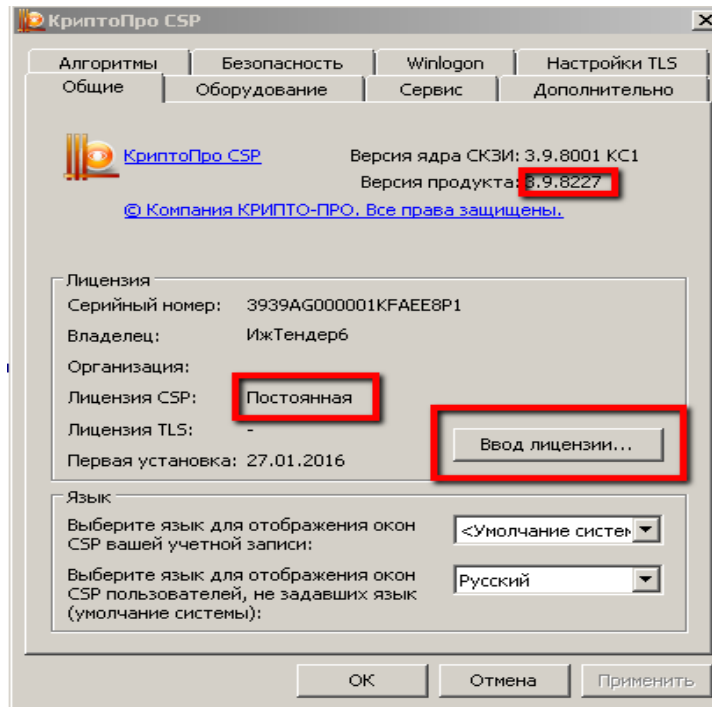 КриптоПро CSP
Алгоритмы Безопасность Winlogon Настройки TLS
Общие Оборудование Сервис Дополнительно
КриптоПро CSP Версия ядра СКЗИ: 3.9.8001 КС1
Версия продукта: 3.9.8227
© Компания КРИПТО-ПРО. Все права защищены.
Лицензия
Серийный номер: 3939AG000001KFAEE8P1
Владелец: ИжТендер6
Организация:
Лицензия CSP: Постоянная
Лицензия TLS: -
Ввод лицензии...
Первая установка: 27.01.2016
Язык
Выберите язык для отображения окон
CSP вашей учетной записи:
<Умолчание систем
Выберите язык для отображения окон
CSP пользователей, не задавших язык
(умолчание системы):
Русский
ОК Отмена Применить